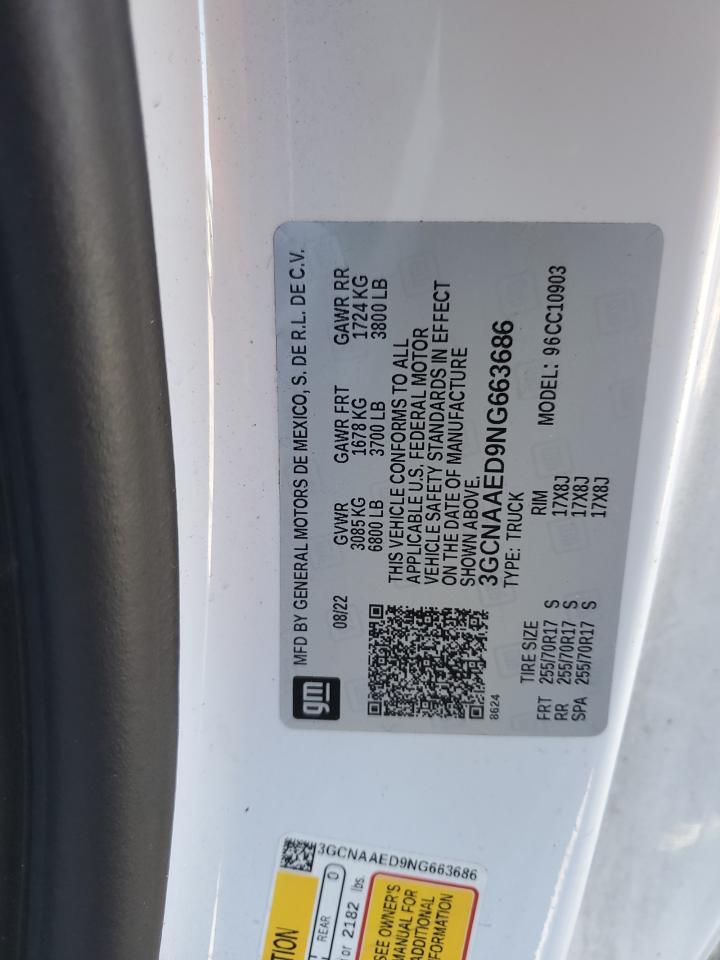 gm MFD BY GENERAL MOTORS DE MEXICO, S. DE R.L. DE C.V.
08/22 GVWR GAWR FRT GAWR RR
3085 KG 1678 KG 1724 KG
6800 LB 3700 LB 3800 LB
THIS VEHICLE CONFORMS TO ALL
APPLICABLE U.S. FEDERAL MOTOR
VEHICLE SAFETY STANDARDS IN EFFECT
ON THE DATE OF MANUFACTURE
SHOWN ABOVE.
3GCNAAED9NG663686
8624 TYPE: TRUCK
TIRE SIZE RIM MODEL: 96CC10903
FRT 255/70R17 S 17X8J
RR 255/70R17 S 17X8J
SPA 255/70R17 S 17X8J
3GCNAAED9NG663686
REAR 0
or 2182 lbs.
SEE OWNER'S
MANUAL FOR
ADDITIONAL